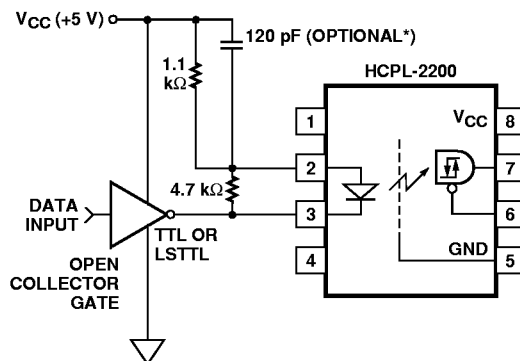 VCC (+5 V)
120 pF (OPTIONAL*)
1.1
kΩ
HCPL-2200
1
VCC
8
2
7
4.7 kΩ
DATA
INPUT
3
6
TTL OR
LSTTL
4
GND
5
OPEN
COLLECTOR
GATE